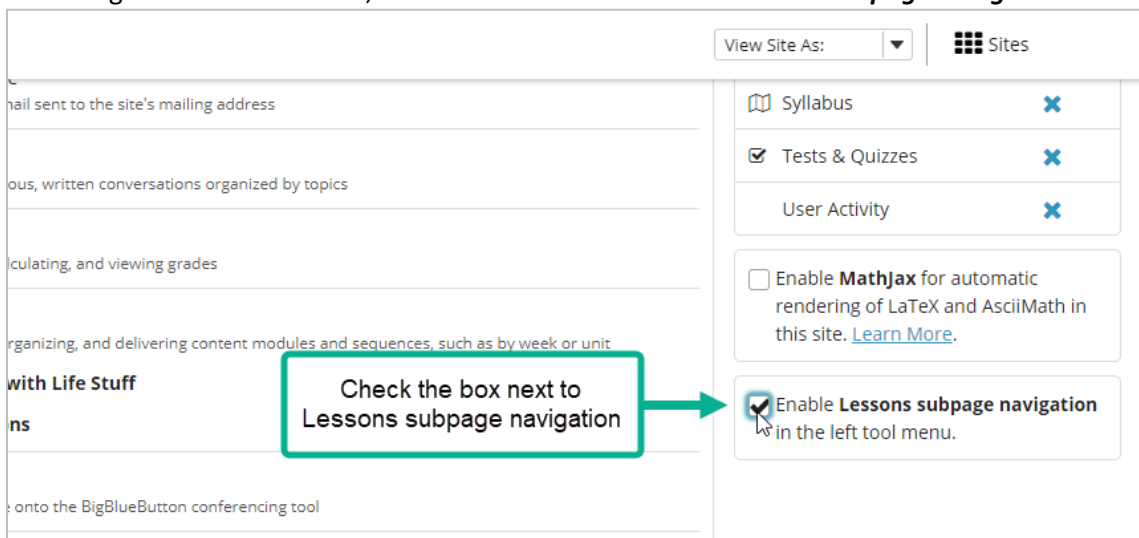 View Site As:
Sites
nail sent to the site's mailing address
Syllabus
Tests & Quizzes
ous, written conversations organized by topics
User Activity
lculating, and viewing grades
Enable MathJax for automatic
rendering of LaTeX and AsciiMath in
this site. Learn More.
rganizing, and delivering content modules and sequences, such as by week or unit
with Life Stuff
ns
Check the box next to
Lessons subpage navigation
Enable Lessons subpage navigation
in the left tool menu.
onto the BigBlueButton conferencing tool